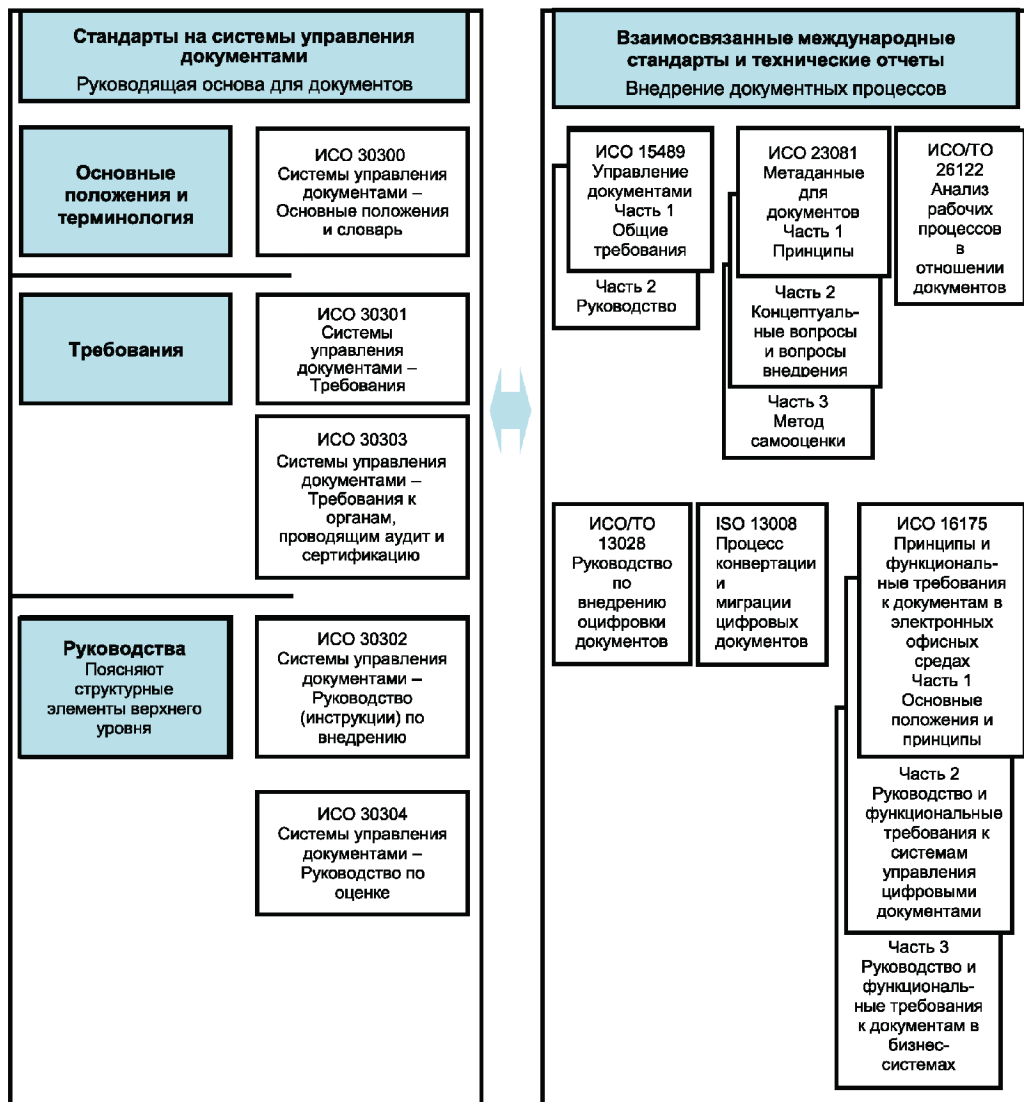 Стандарты на системы управления
документами
Руководящая основа для документов
Основные
положения и
терминология
ИСО 30300
Системы управления
документами –
Основные положения
и словарь
Требования
ИСО 30301
Системы
управления
документами –
Требования
ИСО 30303
Системы управления
документами –
Требования к
органам,
проводящим аудит и
сертификацию
Руководства
Поясняют
структурные
элементы верхнего
уровня
ИСО 30302
Системы управления
документами –
Руководство
(инструкции) по
внедрению
ИСО 30304
Системы управления
документами –
Руководство по
оценке
Взаимосвязанные международные
стандарты и технические отчеты
Внедрение документных процессов
ИСО 15489
Управление
документами
Часть 1
Общие
требования
Часть 2
Руководство
ИСО 23081
Метаданные
для
документов
Часть 1
Принципы
Часть 2
Концептуаль-
ные вопросы
и вопросы
внедрения
Часть 3
Метод
самооценки
ИСО/ТО
26122
Анализ
рабочих
процессов
в
отношении
документов
ИСО/ТО
13028
Руководство
по
внедрению
оцифровки
документов
ISO 13008
Процесс
конвертации
и
миграции
цифровых
документов
ИСО 16175
Принципы и
функциональ-
ные требования
к документам в
электронных
офисных
средах
Часть 1
Основные
положения и
принципы
Часть 2
Руководство и
функциональные
требования к
системам
управления
цифровыми
документами
Часть 3
Руководство и
функциональ-
ные требования
к документам в
бизнес-
системах